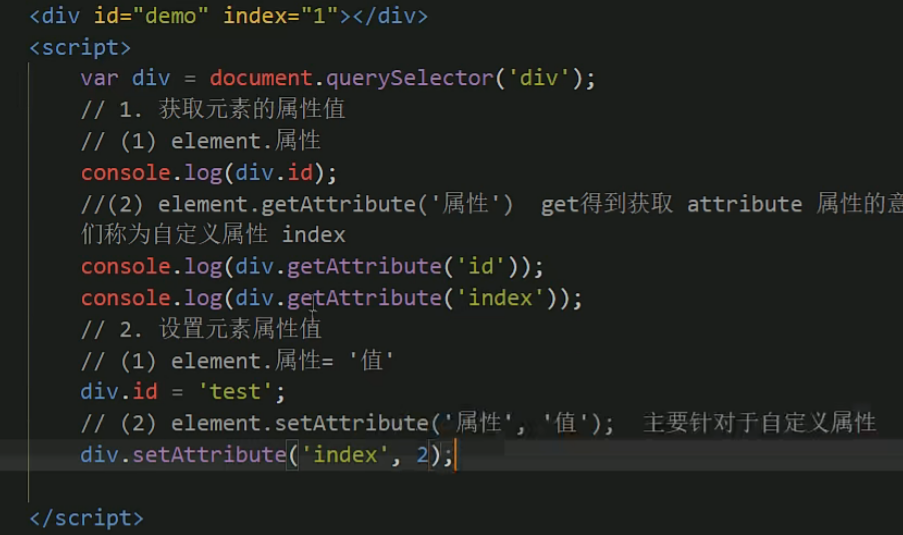 <div id="demo" index="1"></div>
<script>
var div = document.querySelector('div');
// 1. 获取元素的属性值
// (1) element.属性
console.log(div.id);
//(2) element.getAttribute('属性')  get得到获取 attribute 属性的意
们称为自定义属性 index
console.log(div.getAttribute('id'));
console.log(div.getAttribute('index'));
// 2. 设置元素属性值
// (1) element.属性= '值'
div.id = 'test';
// (2) element.setAttribute('属性', '值');  主要针对于自定义属性
div.setAttribute('index', 2);
</script>